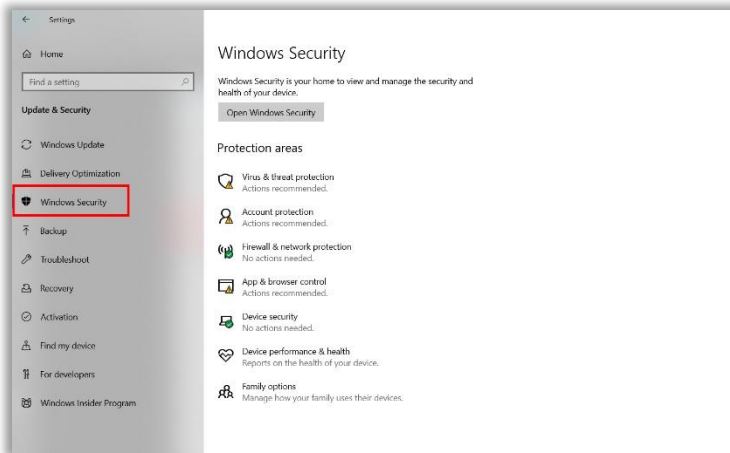 Settings
Home
Find a setting
Update & Security
Windows Update
Delivery Optimization
Windows Security
Backup
Troubleshoot
Recovery
Activation
Find my device
For developers
Windows Insider Program
Windows Security
Windows Security is your home to view and manage the security and
health of your device.
Open Windows Security
Protection areas
Virus & threat protection
Actions recommended.
Account protection
Actions recommended.
Firewall & network protection
No actions needed.
App & browser control
Actions recommended.
Device security
No actions needed.
Device performance & health
Reports on the health of your device.
Family options
Manage how your family uses their devices.